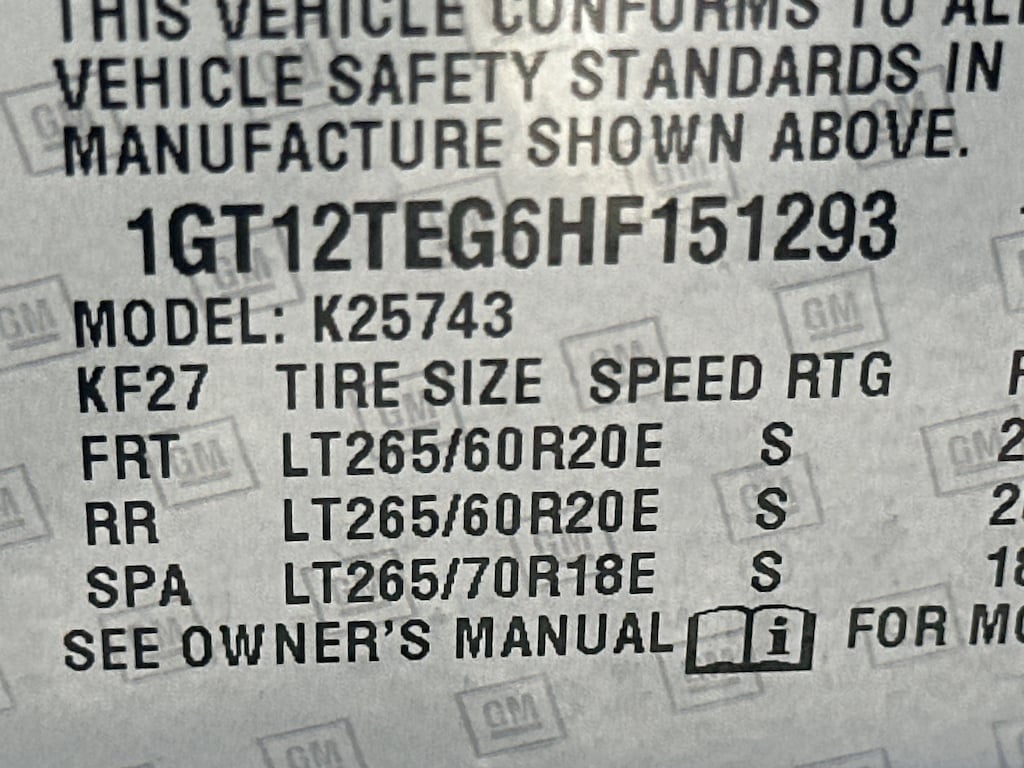 THIS VEHICLE CONFORMS TO
VEHICLE SAFETY STANDARDS IN
MANUFACTURE SHOWN ABOVE.
1GT12TEG6HF151293
MODEL: K25743
KF27 TIRE SIZE SPEED RTG
FRT LT265/60R20E S
RR LT265/60R20E S
SPA LT265/70R18E S
SEE OWNER'S MANUAL i FOR
GM